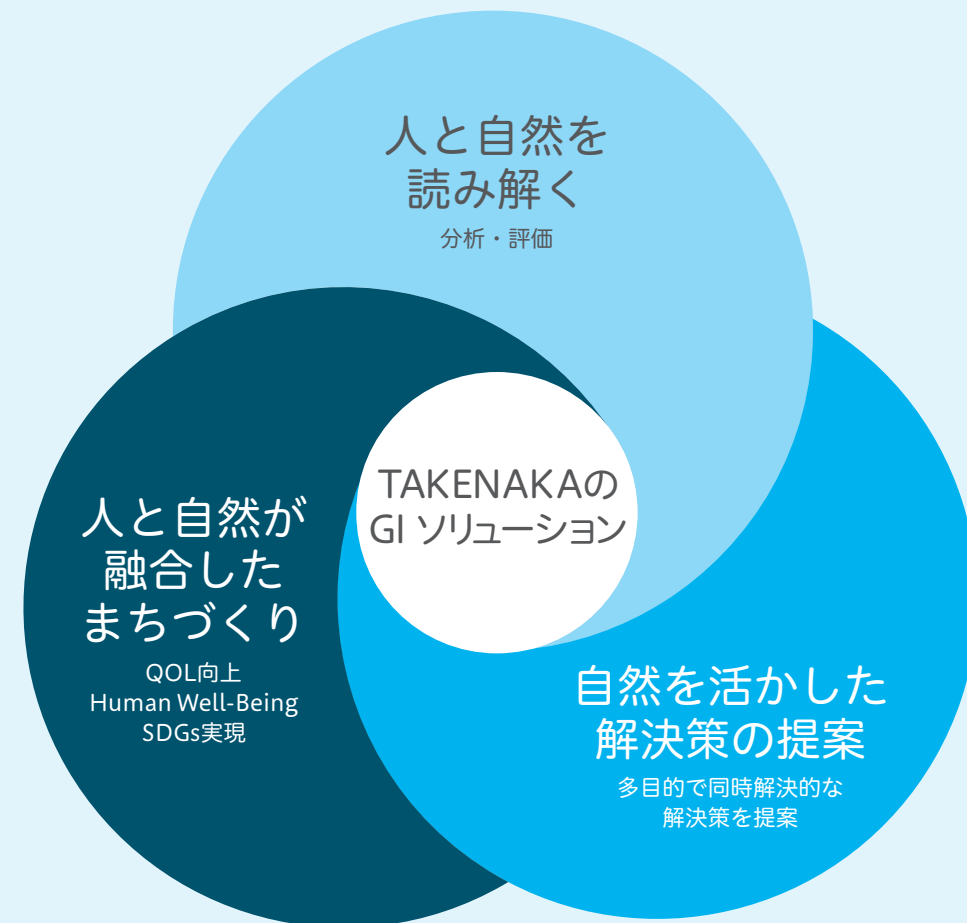 人と自然を
読み解く
分析・評価
TAKENAKAの
GI ソリューション
人と自然が
融合した
まちづくり
QOL向上
Human Well-Being
SDGs実現
自然を活かした
解決策の提案
多目的で同時解決的な
解決策を提案